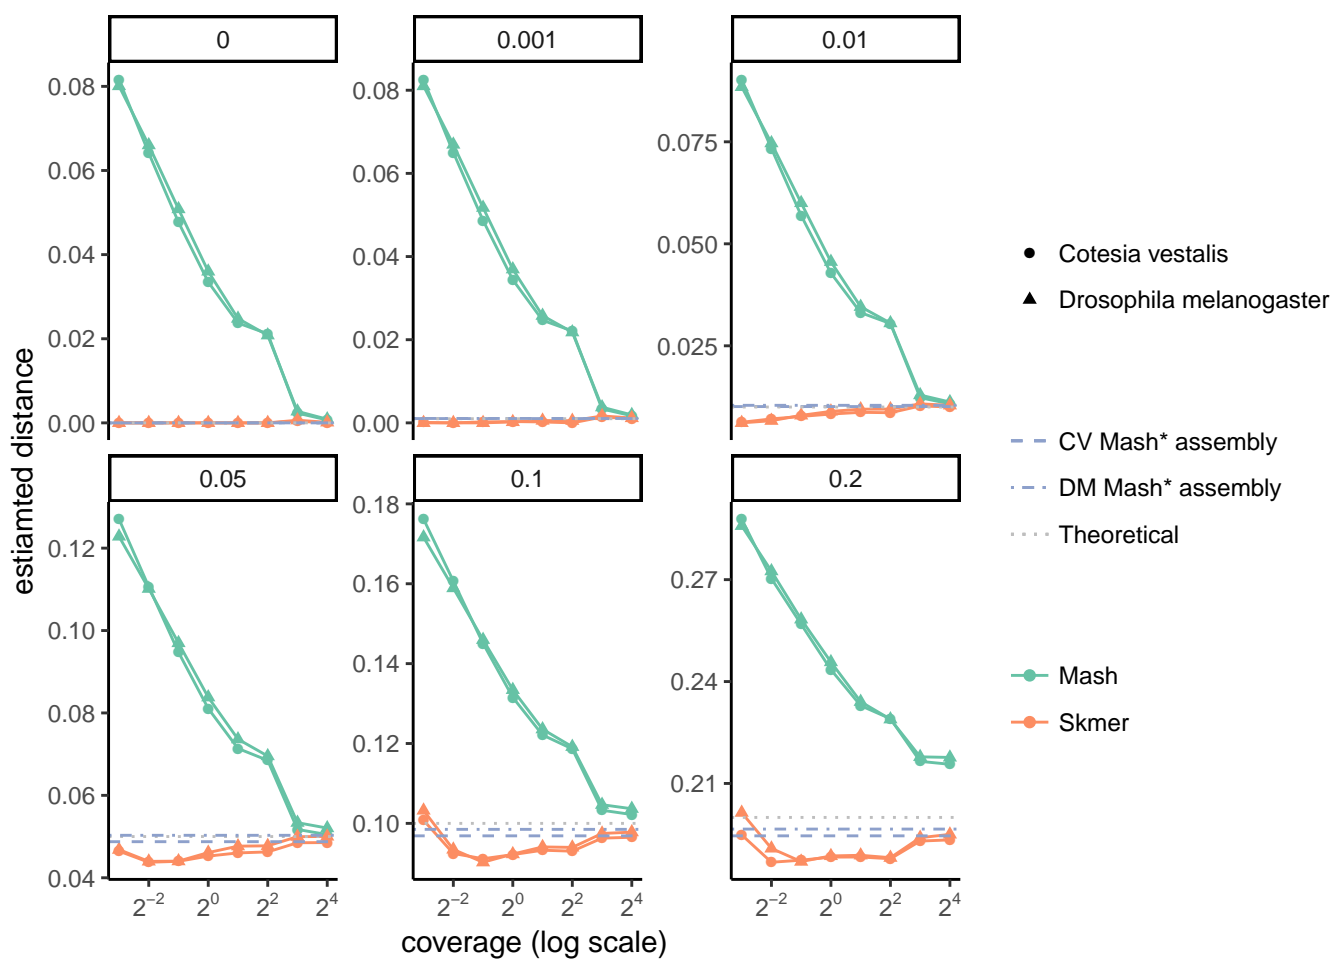 0
0.001
0.01
0.08
0.06
0.04
0.02
0.00
0.08
0.06
0.04
0.02
0.00
0.075
0.050
0.025
0.05
0.1
0.2
0.12
0.10
0.08
0.06
0.04
0.18
0.16
0.14
0.12
0.10
0.27
0.24
0.21
2⁻² 2⁰ 2² 2⁴
2⁻² 2⁰ 2² 2⁴
2⁻² 2⁰ 2² 2⁴
coverage (log scale)
estiamted distance
Cotesia vestalis
Drosophila melanogaster
CV Mash* assembly
DM Mash* assembly
Theoretical
Mash
Skmer